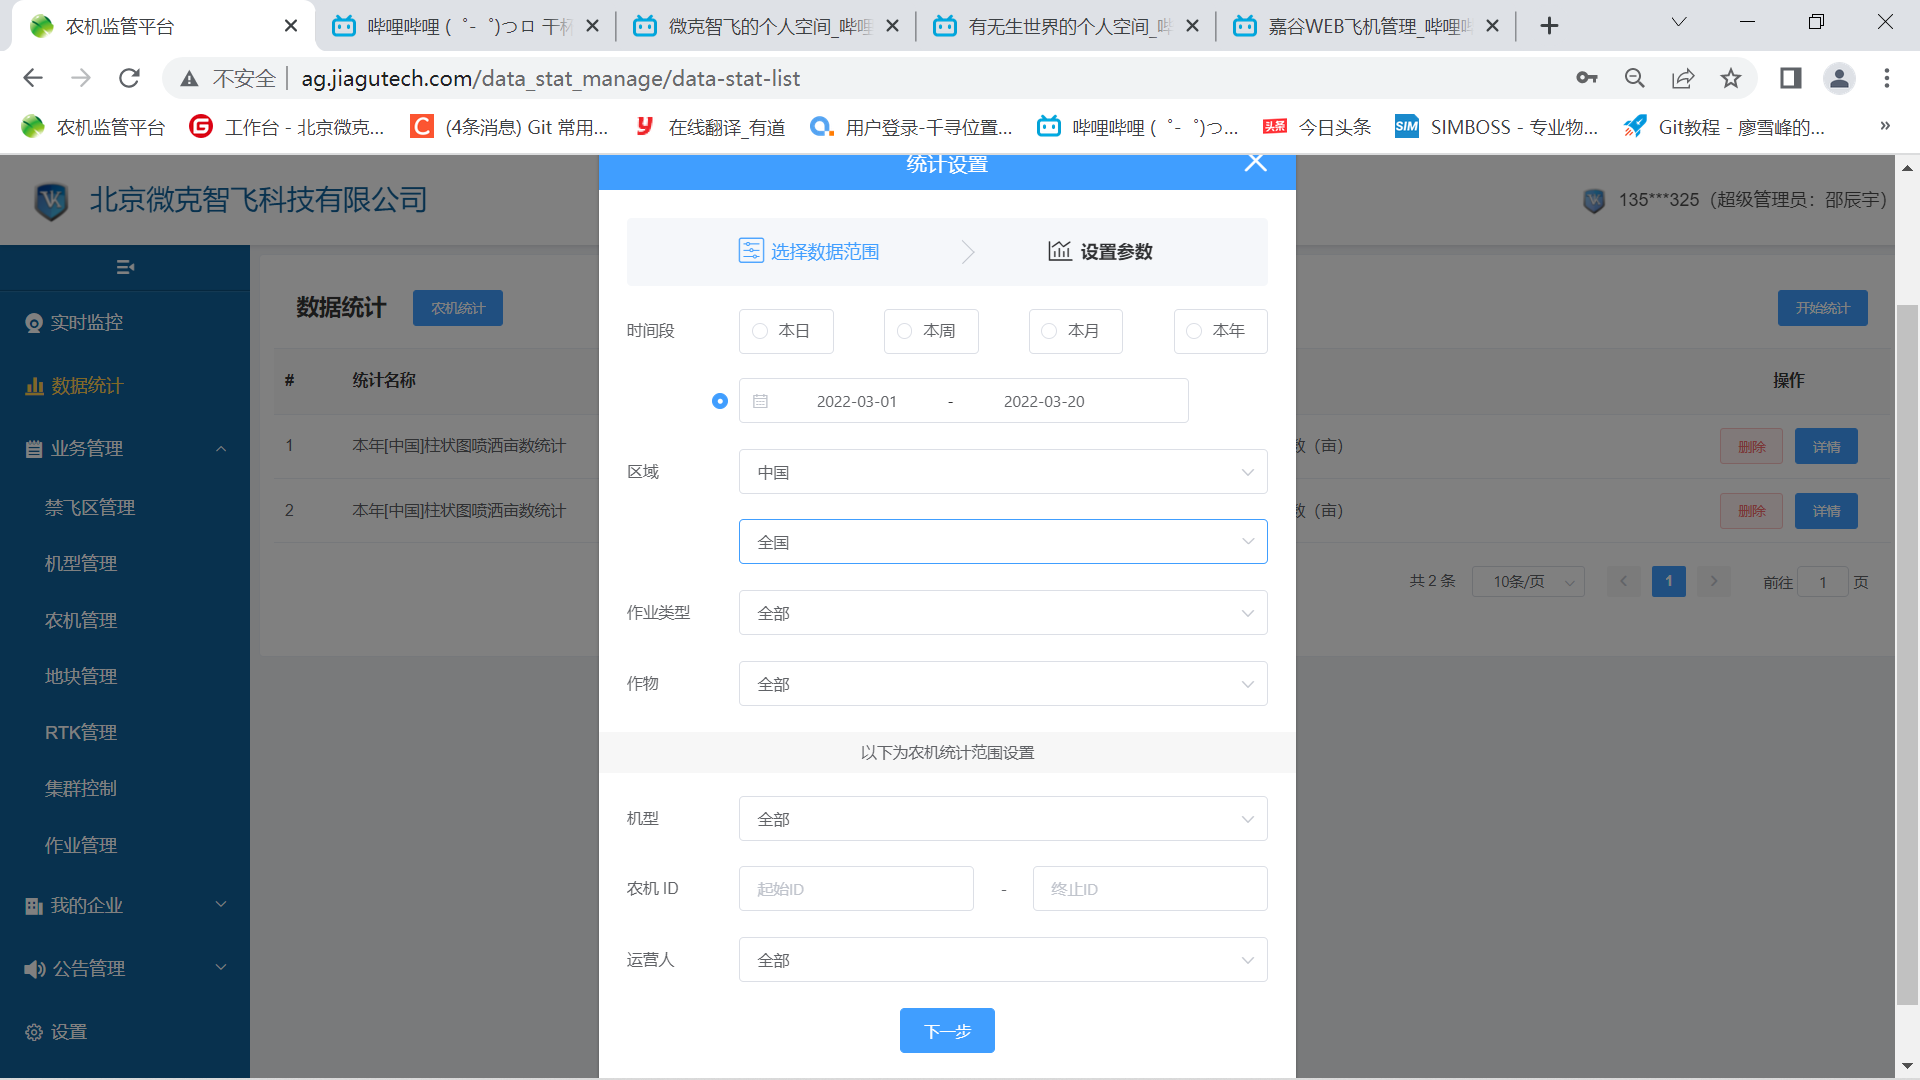 农机监管平台
哔哩哔哩 ( ゜- ゜)つロ 干杯
微克智飞的个人空间_哔哩
有无生世界的个人空间_哔
嘉谷WEB飞机管理_哔哩哔
不安全
ag.jiagutech.com/data_stat_manage/data-stat-list
农机监管平台
工作台 - 北京微克...
(4条消息) Git 常用...
在线翻译_有道
用户登录-千寻位置...
哔哩哔哩 ( ゜- ゜)つ...
头条 今日头条
SIM SIMBOSS - 专业物...
Git教程 - 廖雪峰的...
»
北京微克智飞科技有限公司
135***325（超级管理员：邵辰宇）
实时监控
数据统计
业务管理
禁飞区管理
机型管理
农机管理
地块管理
RTK管理
集群控制
作业管理
我的企业
公告管理
设置
数据统计
农机统计
开始统计
# 统计名称
操作
1 本年[中国]柱状图喷洒亩数统计
数（亩）
删除 详情
2 本年[中国]柱状图喷洒亩数统计
数（亩）
删除 详情
共 2 条 10条/页 1 前往 1 页
统计设置
选择数据范围
设置参数
时间段 本日 本周 本月 本年
2022-03-01 - 2022-03-20
区域 中国
全国
作业类型 全部
作物 全部
以下为农机统计范围设置
机型 全部
农机 ID 起始ID - 终止ID
运营人 全部
下一步